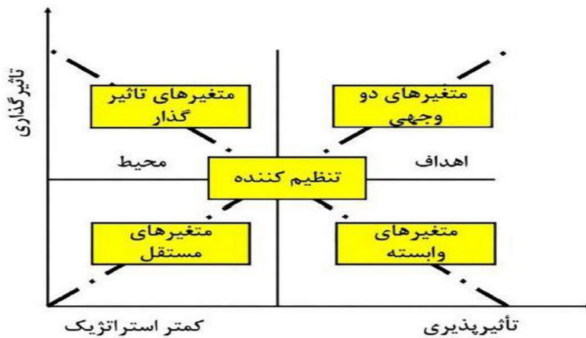 تاثیرگذاری
متغیرهای دو
وجهی
متغیرهای تاثیر
گذار
اهداف
محیط
تنظیم کننده
متغیرهای
وابسته
متغیرهای
مستقل
تأثیرپذیری
کمتر استراتژیک